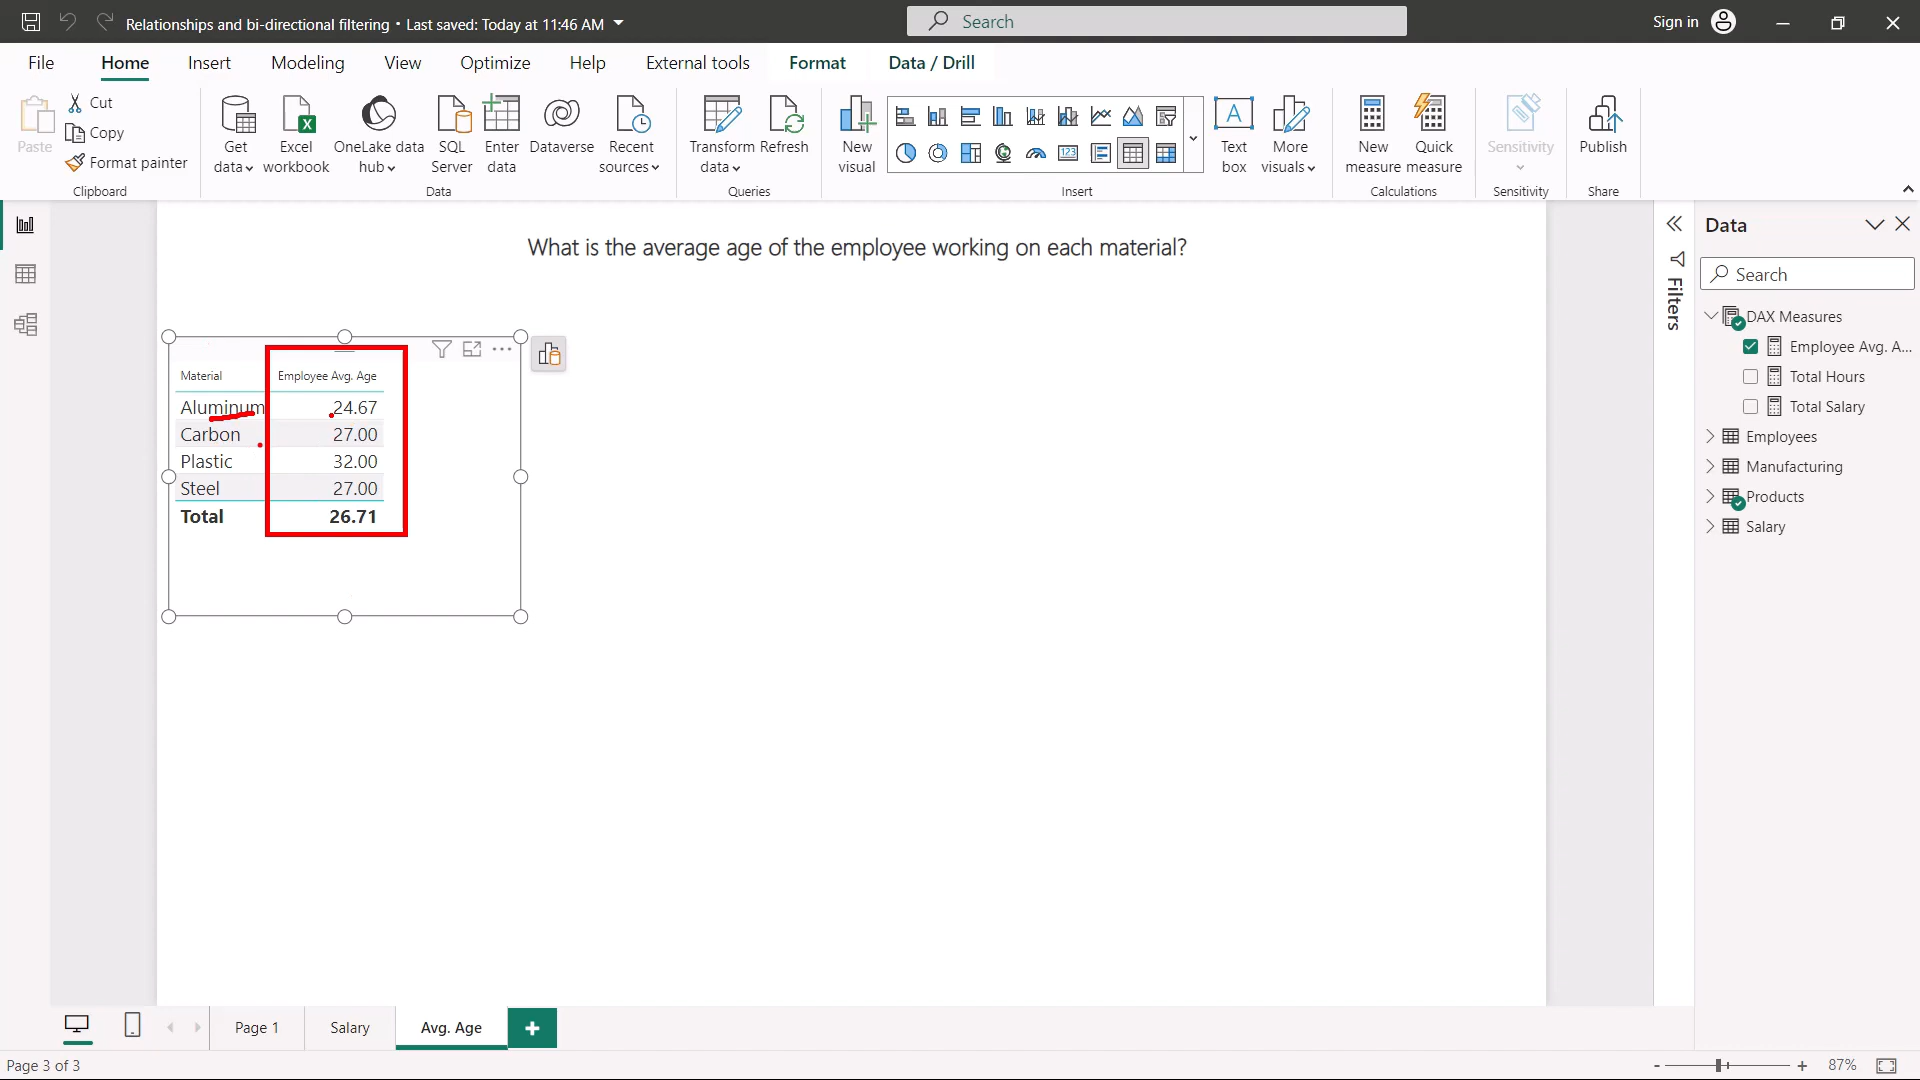 Relationships and bi-directional filtering • Last saved: Today at 11:46 AM
Search
Sign in
File Home Insert Modeling View Optimize Help External tools Format Data / Drill
Paste
Cut
Copy
Format painter
Clipboard
Get data
Excel workbook
OneLake data hub
SQL Server
Enter data
Dataverse
Recent sources
Data
Transform data
Refresh
Queries
New visual
123
A
Text box
More visuals
Insert
New measure
Quick measure
Calculations
Sensitivity
Sensitivity
Publish
Share
What is the average age of the employee working on each material?
Material Employee Avg. Age
Aluminum 24.67
Carbon 27.00
Plastic 32.00
Steel 27.00
Total 26.71
Filters
Data
Search
DAX Measures
Employee Avg. A...
Total Hours
Total Salary
Employees
Manufacturing
Products
Salary
Page 1 Salary Avg. Age
Page 3 of 3
- + 87%